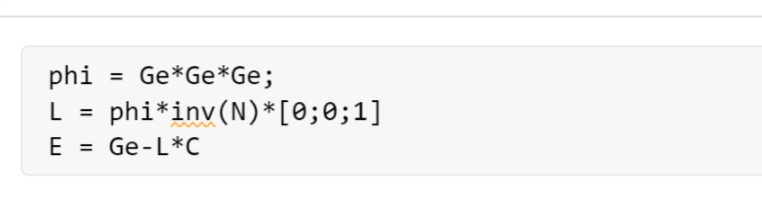 phi = Ge*Ge*Ge;
L = phi*inv(N)*[0;0;1]
E = Ge-L*C